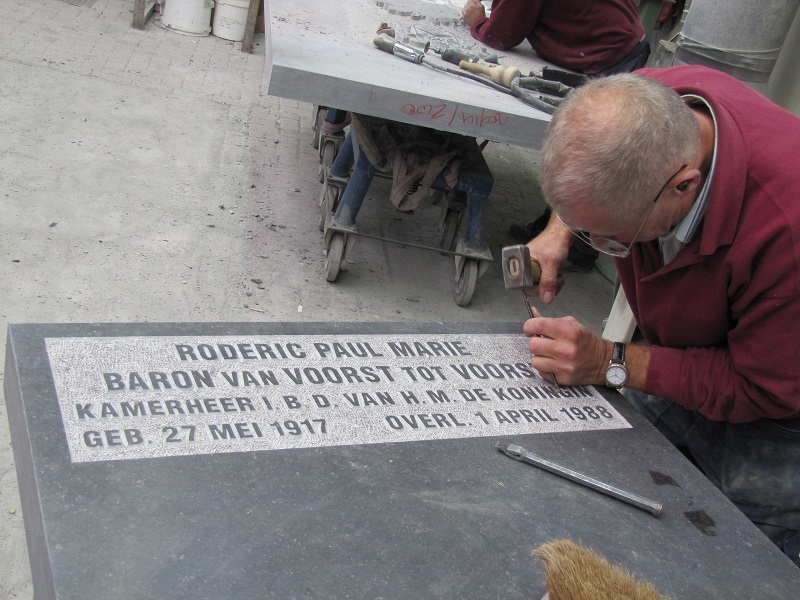 RODERIC PAUL MARIE
BARON VAN VOORST TOT VOORS
KAMERHEER I. B. D. VAN H. M. DE KONINGIN
GEB. 27 MEI 1917 OVERL. 1 APRIL 1988